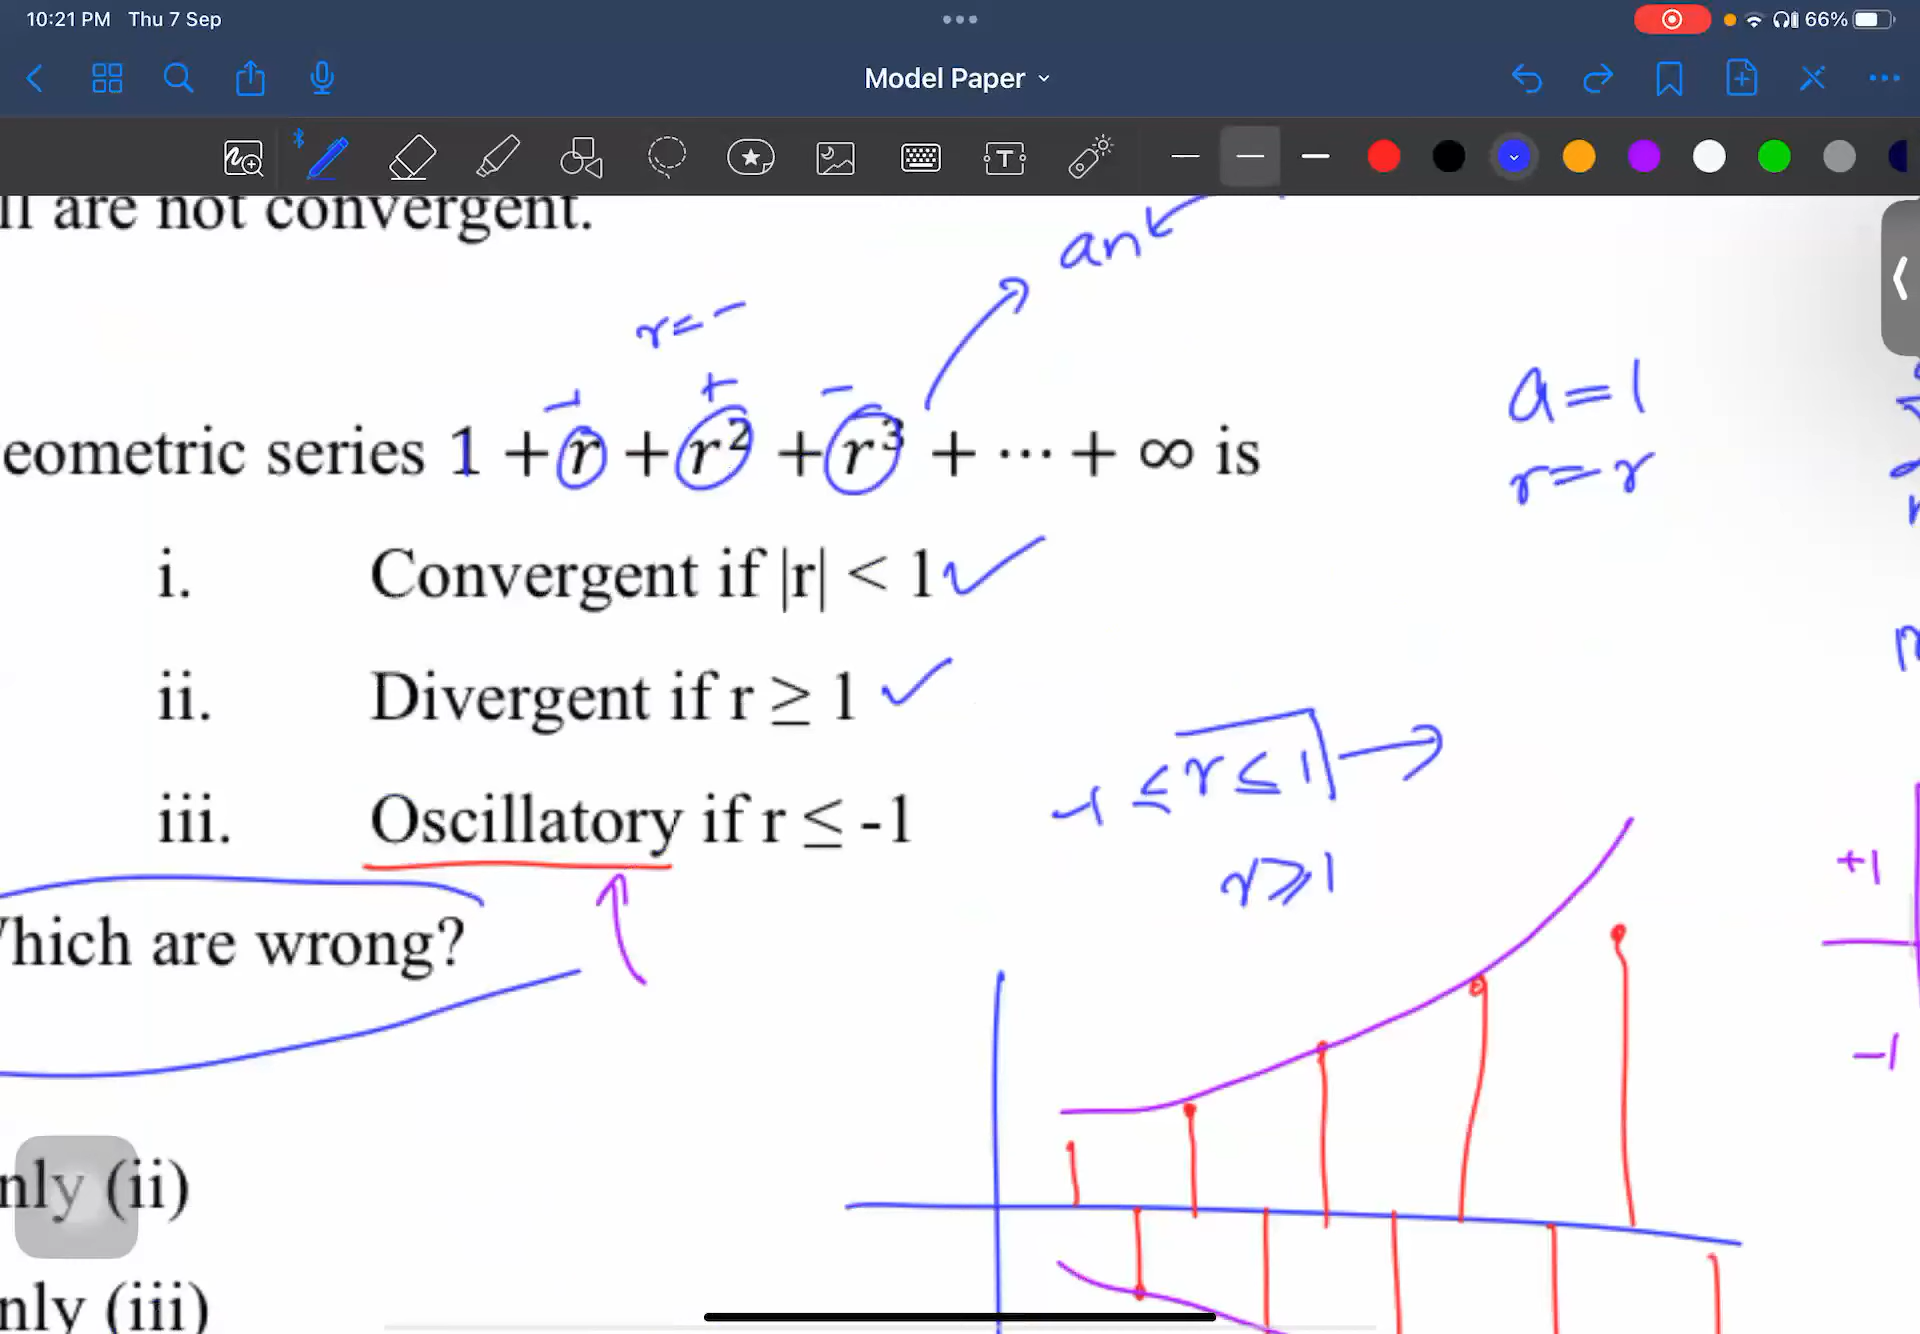 10:21 PM Thu 7 Sep
66%
Model Paper
ll are not convergent.
r = -
- + -
eometric series 1 + r + r² + r³ + ⋯ + ∞ is
a = 1
r = r
i. Convergent if |r| < 1
ii. Divergent if r ≥ 1
-1 ≤ r ≤ 1 →
iii. Oscillatory if r ≤ -1
r ≥ 1
+1
Which are wrong?
-1
nly (ii)
nly (iii)